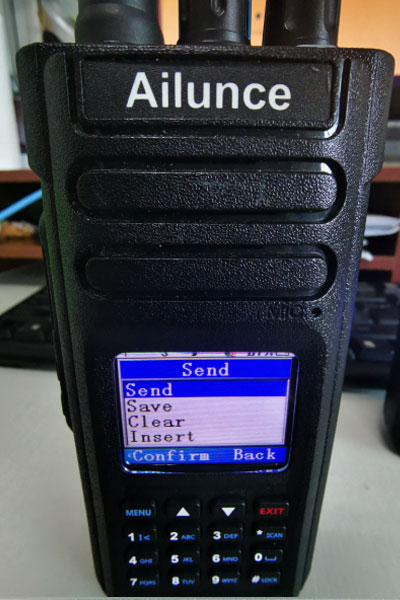 Ailunce
MIC
Send
Send
Save
Clear
Insert
Confirm Back
MENU ▲ ▼ EXIT
1 2 ABC 3 DEF * SCAN
4 GHI 5 JKL 6 MNO 0
7 PQRS 8 TUV 9 WXYZ # LOCK